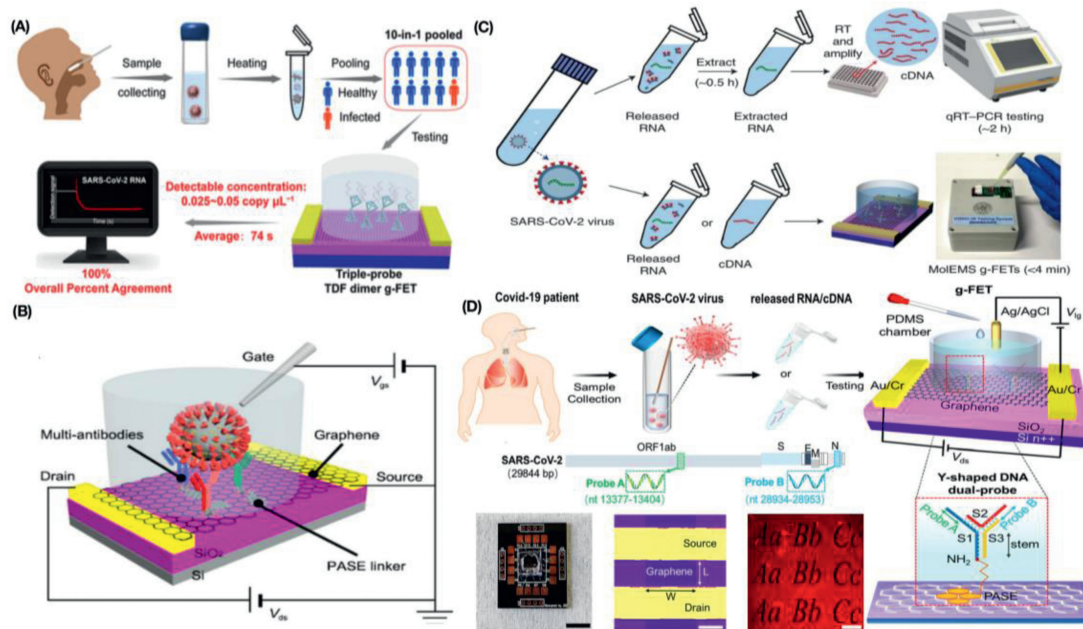 (A)
Sample
collecting
Heating
Pooling
Healthy
Infected
10-in-1 pooled
Testing
SARS-CoV-2 RNA
Time (s)
Detectable concentration:
0.025~0.05 copy μL⁻¹
Average: 74 s
100%
Overall Percent Agreement
Triple-probe
TDF dimer g-FET
(B)
Gate
Vgs
Multi-antibodies
Graphene
Drain
Source
SiO₂
Si
PASE linker
Vds
(C)
Extract
(~0.5 h)
Released
RNA
Extracted
RNA
RT
and
amplify
cDNA
qRT–PCR testing
(~2 h)
SARS-CoV-2 virus
Released
RNA
or
cDNA
MolEMS g-FETs (<4 min)
(D)
Covid-19 patient
SARS-CoV-2 virus
released RNA/cDNA
g-FET
Sample
Collection
or
Testing
PDMS
chamber
Ag/AgCl
Vlg
Au/Cr
Au/Cr
Graphene
SiO₂
Si n++
Vds
SARS-CoV-2
(29844 bp)
ORF1ab
S
E
M
N
Probe A
(nt 13377-13404)
Probe B
(nt 28934-28953)
Source
Graphene
L
W
Drain
Aa Bb Cc
Aa Bb Cc
Aa Bb Cc
Y-shaped DNA
dual-probe
Probe A
Probe B
S2
S1
S3
stem
NH₂
PASE